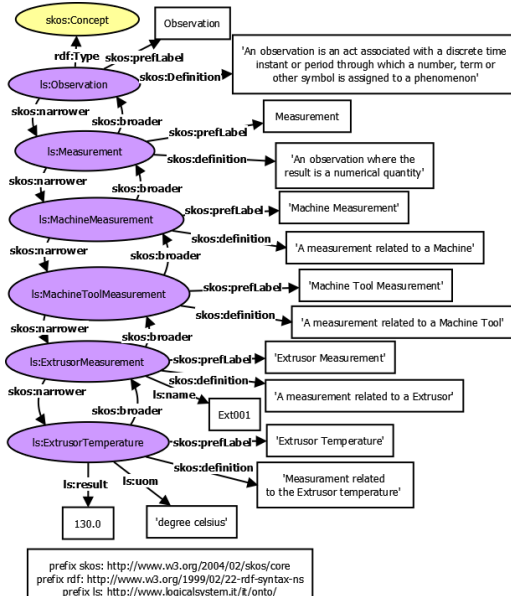 skos:Concept
Observation
rdf:Type
skos:prefLabel
'An observation is an act associated with a discrete time
instant or period through which a number, term or
other symbol is assigned to a phenomenon'
skos:Definition
ls:Observation
skos:narrower
skos:broader
skos:prefLabel
Measurement
ls:Measurement
skos:definition
'An observation where the
result is a numerical quantity'
skos:narrower
skos:broader
skos:prefLabel
'Machine Measurement'
ls:MachineMeasurement
skos:definition
'A measurement related to a Machine'
skos:narrower
skos:broader
skos:prefLabel
'Machine Tool Measurement'
ls:MachineToolMeasurement
skos:definition
'A measurement related to a Machine Tool'
skos:narrower
skos:broader
skos:prefLabel
'Extrusor Measurement'
ls:ExtrusorMeasurement
skos:definition
'A measurement related to a Extrusor'
skos:narrower
ls:name
skos:broader
Ext001
ls:ExtrusorTemperature
skos:prefLabel
'Extrusor Temperature'
skos:definition
'Measurament related
to the Extrusor temperature'
ls:result
ls:uom
130.0
'degree celsius'
prefix skos: http://www.w3.org/2004/02/skos/core
prefix rdf: http://www.w3.org/1999/02/22-rdf-syntax-ns
prefix ls: http://www.logicalsystem.it/it/onto/